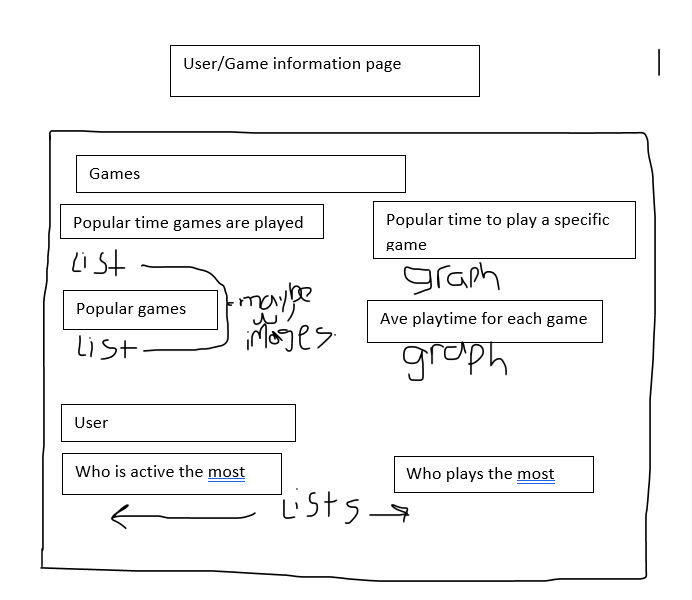 User/Game information page
Games
Popular time games are played
Popular time to play a specific
game
List
graph
Popular games
maybe
images.
Ave playtime for each game
List
graph
User
Who is active the most
Who plays the most
Lists